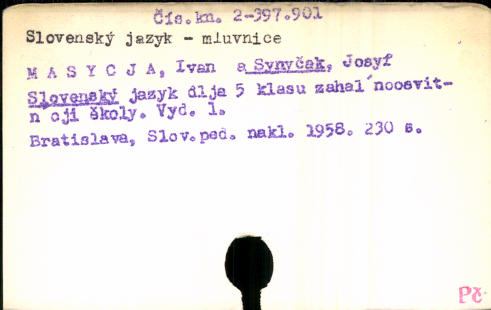 Čís.kn. 2-397.901
Slovenský jazyk - mluvnice
M A S Y C J A, Ivan a Synyčak, Josyf
Slovenský jazyk dlja 5 klasu zahal´noosvit-
n oji školy. Vyd. 1.
Bratislava, Slov.ped. nakl. 1958. 230 s.
Pč